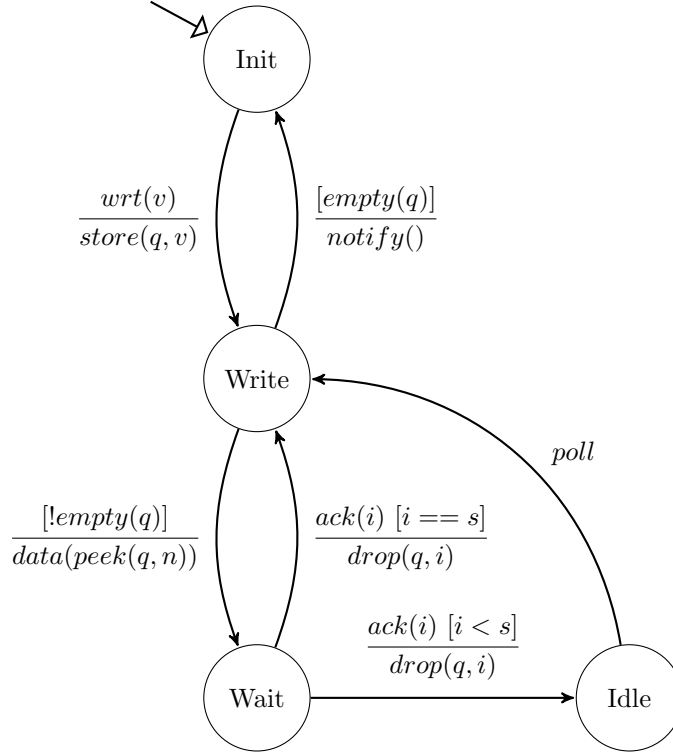 Init
wrt(v)
store(q, v)
[empty(q)]
notify()
Write
poll
[!empty(q)]
data(peek(q, n))
ack(i) [i == s]
drop(q, i)
ack(i) [i < s]
drop(q, i)
Wait
Idle